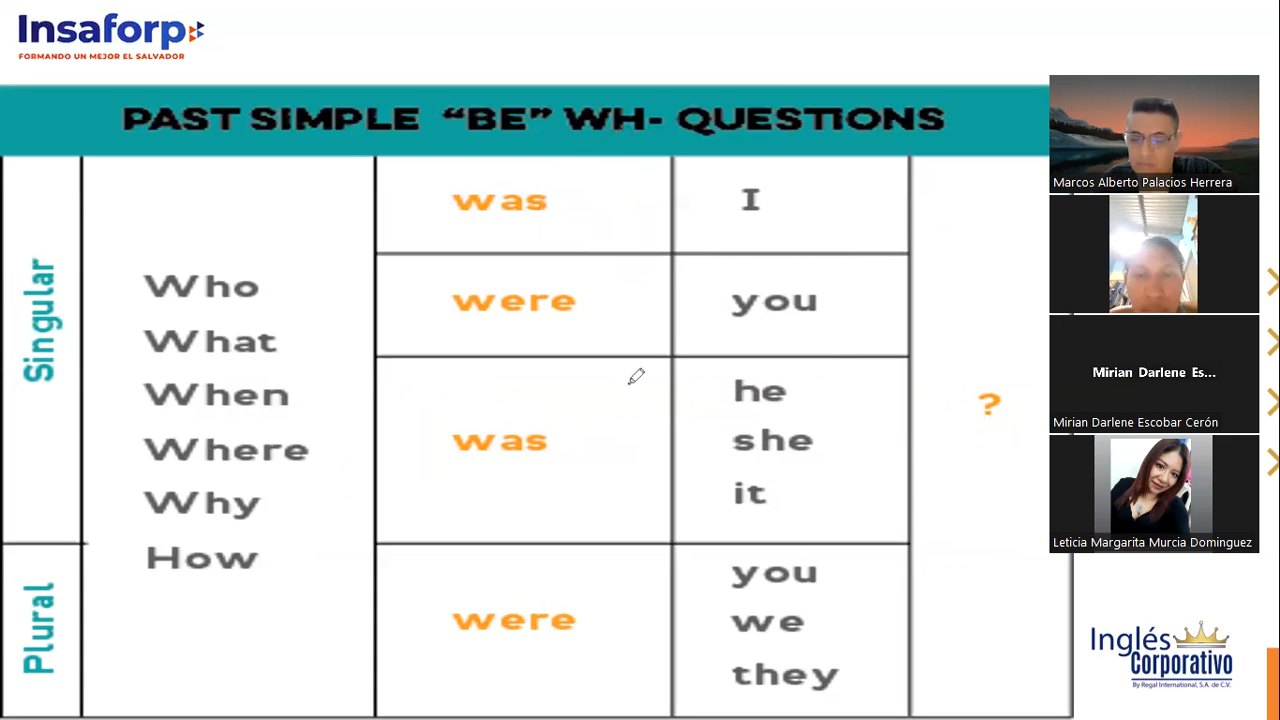 Insaforp
FORMANDO UN MEJOR EL SALVADOR
PAST SIMPLE “BE” WH- QUESTIONS
Singular
Who
What
When
Where
Why
How
was
I
were
you
was
he
she
it
?
Plural
were
you
we
they
Marcos Alberto Palacios Herrera
Mirian Darlene Es...
Mirian Darlene Escobar Cerón
Leticia Margarita Murcia Dominguez
Inglés
Corporativo
By Regal International, S.A. de C.V.